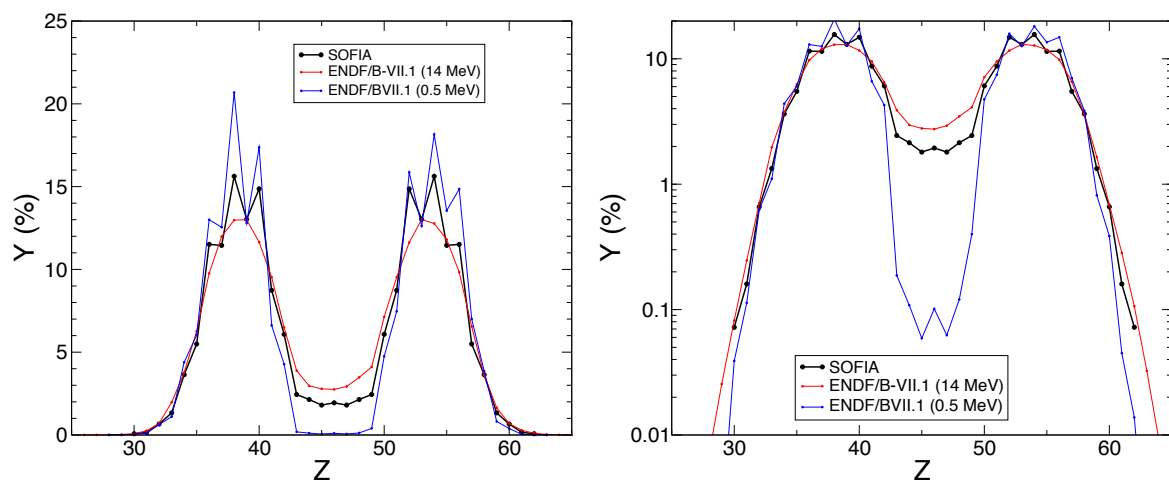 25
20
15
10
5
0
Y (%)
30
40
50
60
Z
SOFIA
ENDF/B-VII.1 (14 MeV)
ENDF/BVII.1 (0.5 MeV)
10
1
0.1
0.01
Y (%)
30
40
50
60
Z
SOFIA
ENDF/B-VII.1 (14 MeV)
ENDF/BVII.1 (0.5 MeV)